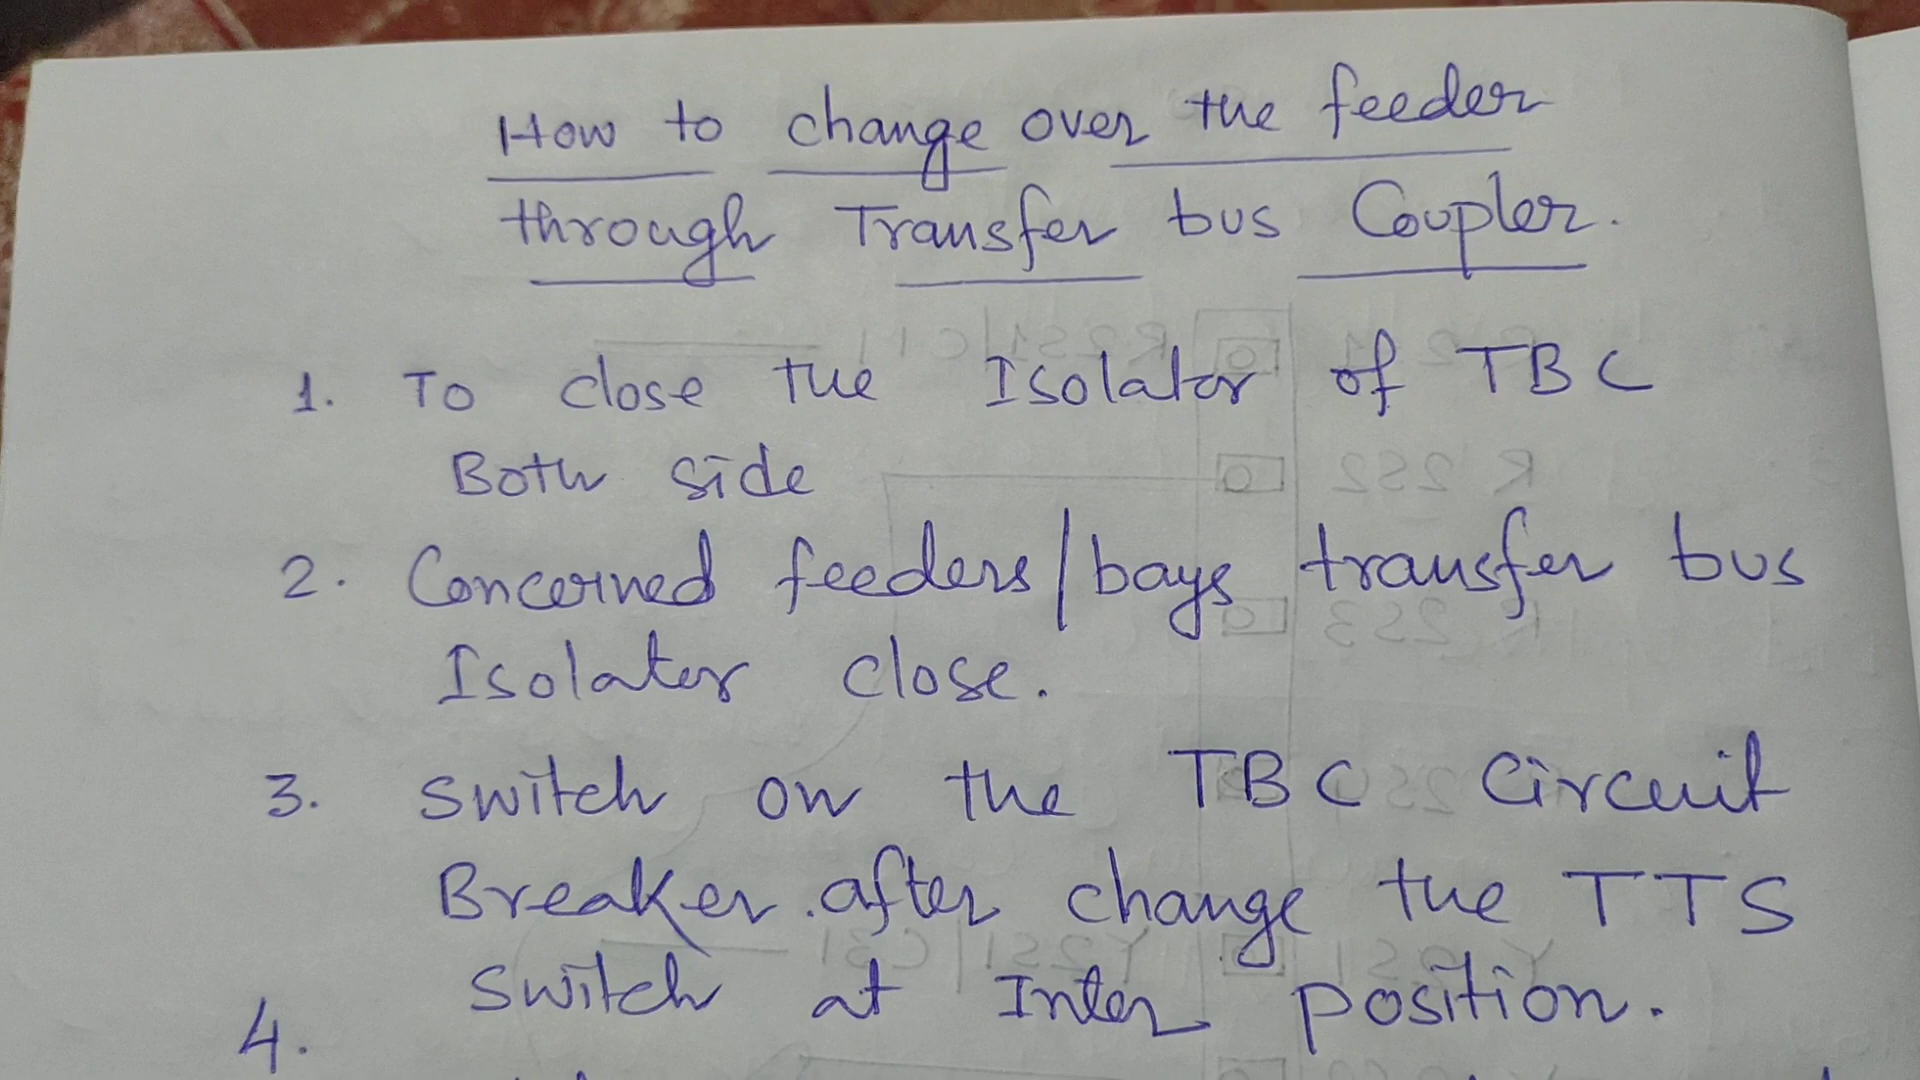 How to change over the feeder
through Transfer bus Coupler.
1. To close the Isolator of TBC
Both side
2. Concerned feeders/bays transfer bus
Isolator close.
3. Switch on the TBC Circuit
Breaker. after change the TTS
Switch at Inter position.
4.